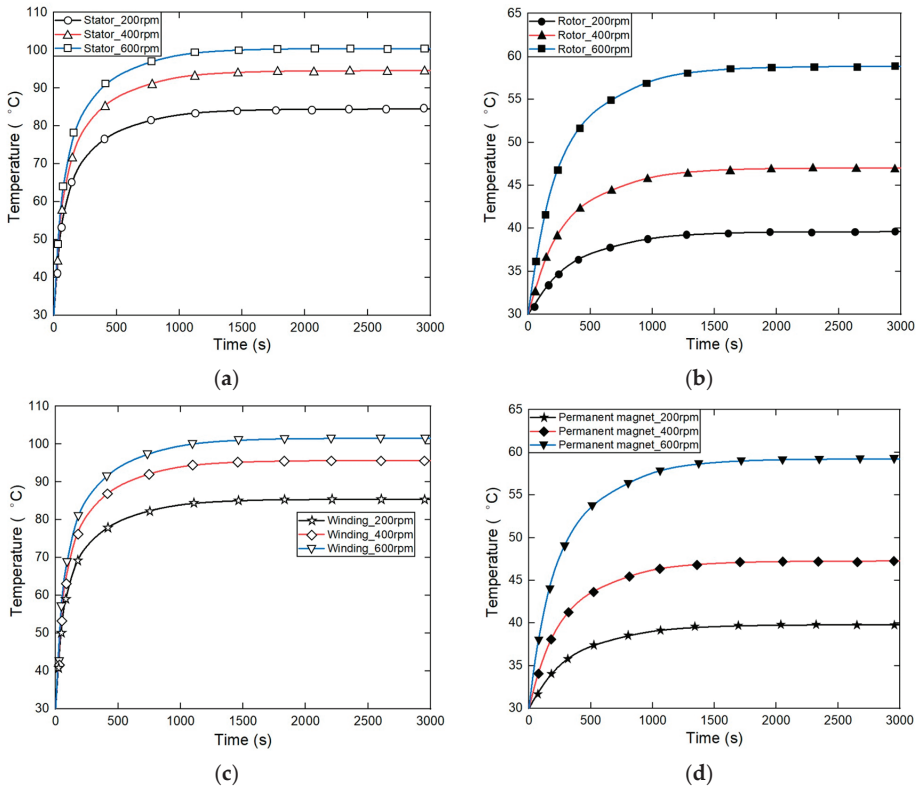 Stator_200rpm
Stator_400rpm
Stator_600rpm
110
100
90
80
70
60
50
40
30
Temperature ( °C)
0 500 1000 1500 2000 2500 3000
Time (s)
(a)
Rotor_200rpm
Rotor_400rpm
Rotor_600rpm
65
60
55
50
45
40
35
30
Temperature ( °C)
0 500 1000 1500 2000 2500 3000
Time (s)
(b)
110
100
90
80
70
60
50
40
30
Temperature ( °C)
Winding_200rpm
Winding_400rpm
Winding_600rpm
0 500 1000 1500 2000 2500 3000
Time (s)
(c)
Permanent magnet_200rpm
Permanent magnet_400rpm
Permanent magnet_600rpm
65
60
55
50
45
40
35
30
Temperature ( °C)
0 500 1000 1500 2000 2500 3000
Time (s)
(d)